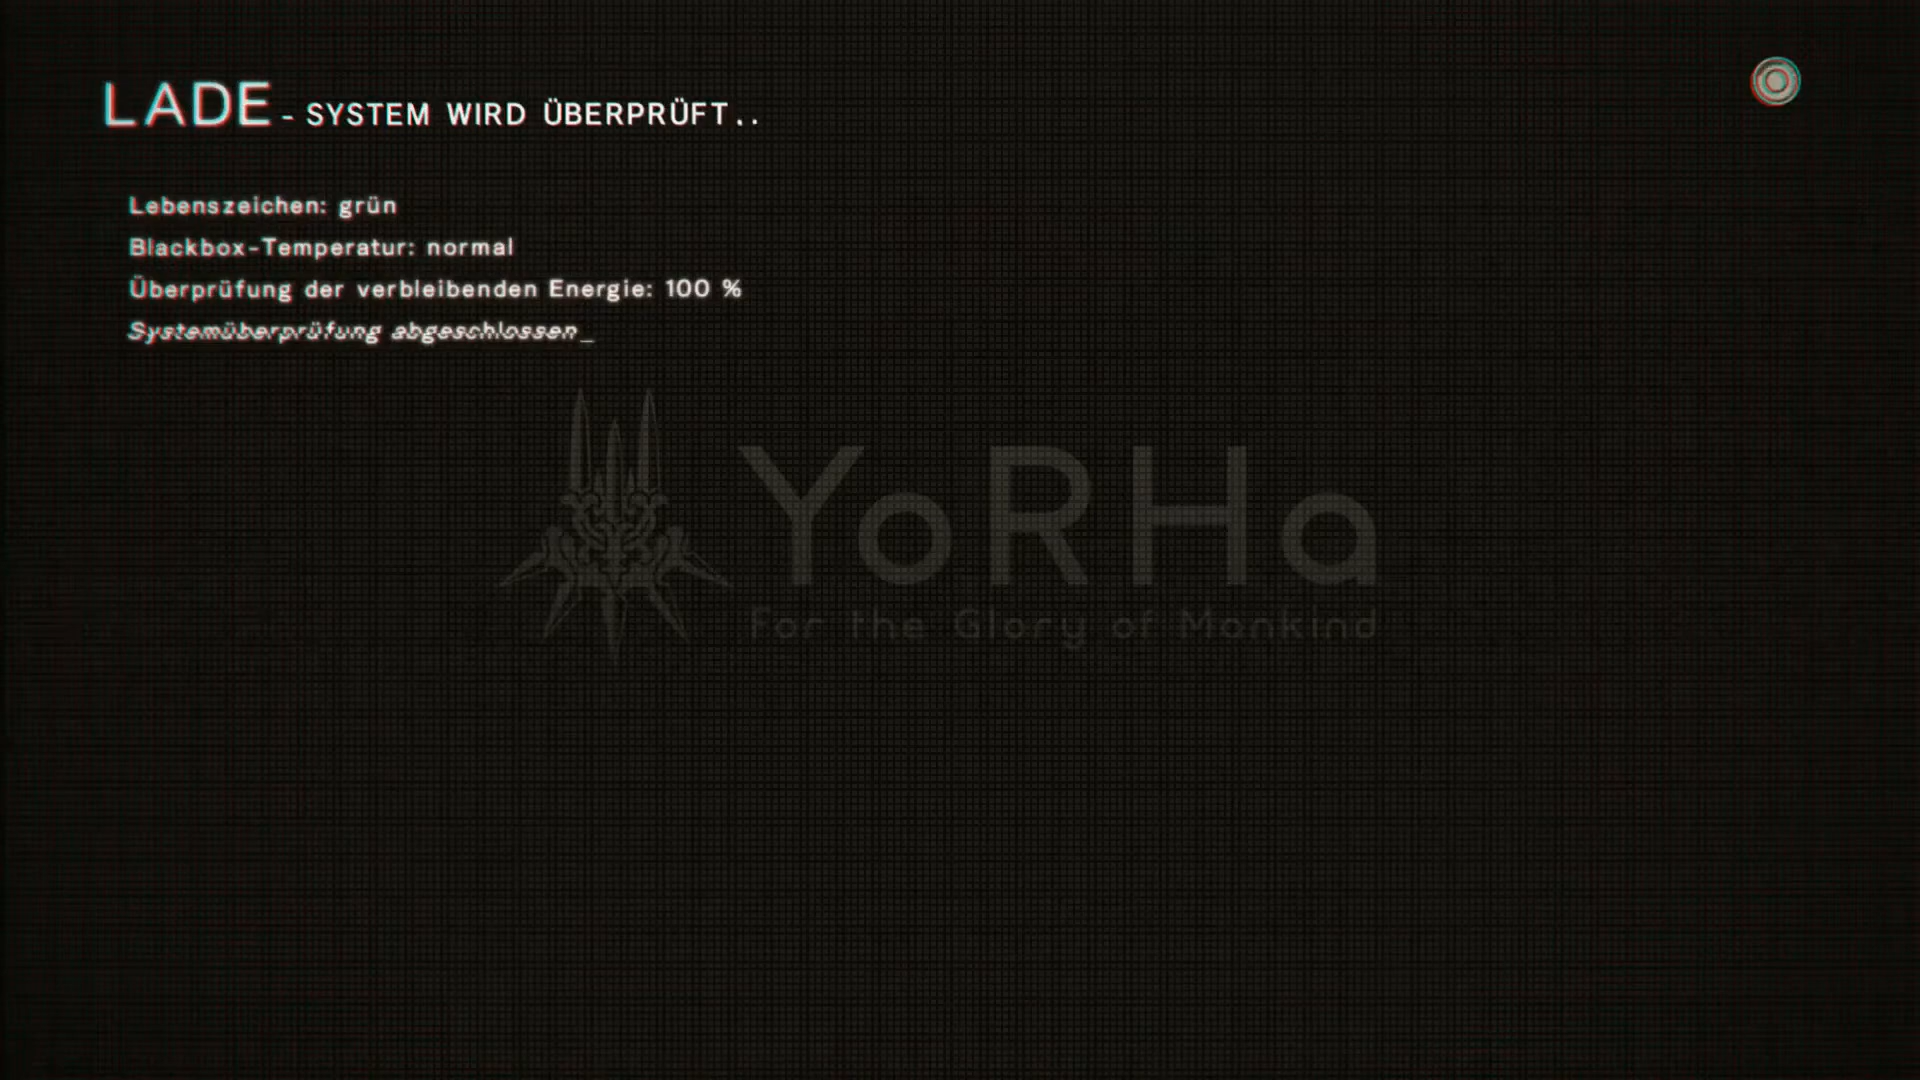 LADE - SYSTEM WIRD ÜBERPRÜFT..
Lebenszeichen: grün
Blackbox-Temperatur: normal
Überprüfung der verbleibenden Energie: 100 %
Systemüberprüfung abgeschlossen_
YoRHa
For the Glory of Mankind